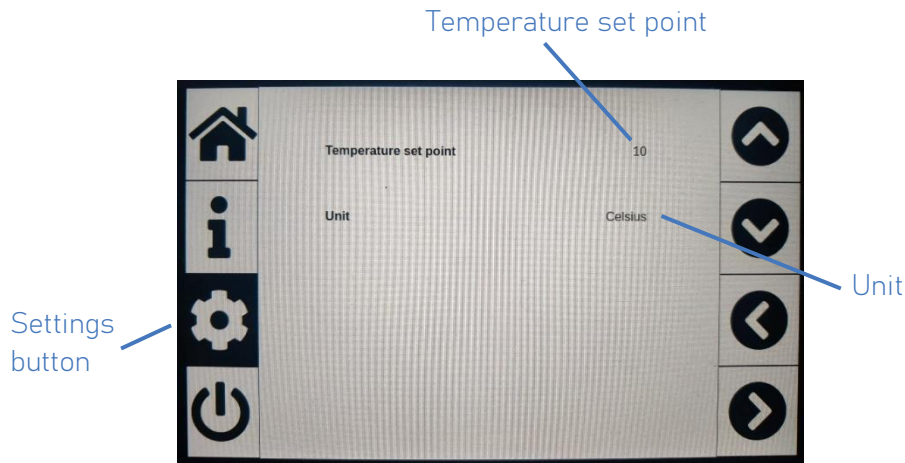 Temperature set point
Temperature set point 10
Unit Celsius
Unit
Settings
button